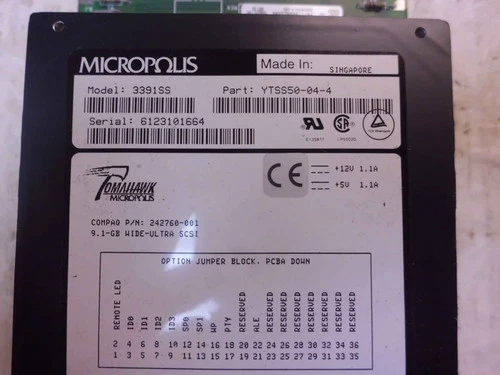 MICROPOLIS
Made In: SINGAPORE
Model: 3391SS Part: YTSS50-04-4
Serial: 6123101664
TOMAHAWK
MICROPOLIS
CE
+12V 1.1A
+5V 1.1A
COMPAQ P/N: 242760-001
9.1-GB WIDE-ULTRA SCSI
OPTION JUMPER BLOCK, PCBA DOWN
REMOTE LED ID0 ID1 ID2 ID3 SP0 SP1 WP PTY RESERVED ALE RESERVED RESERVED RESERVED RESERVED RESERVED RESERVED RESERVED
2 4 6 8 10 12 14 16 18 20 22 24 26 28 30 32 34 36
1 3 5 7 9 11 13 15 17 19 21 23 25 27 29 31 33 35